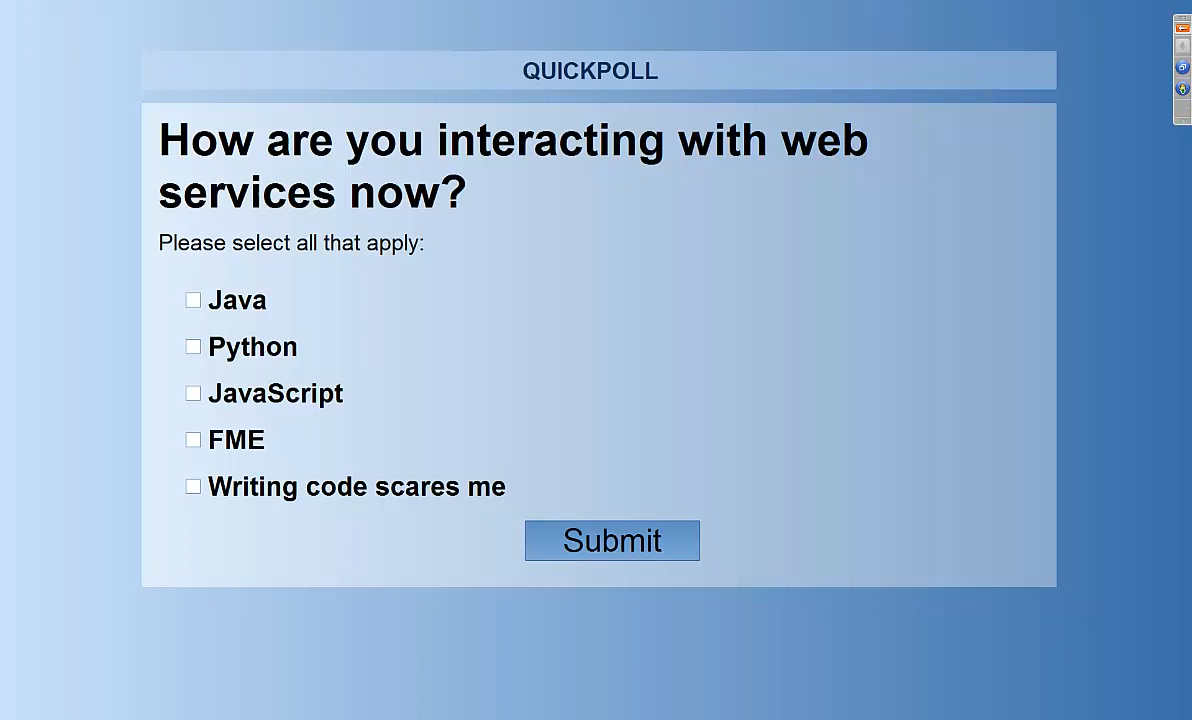 QUICKPOLL
How are you interacting with web
services now?
Please select all that apply:
Java
Python
JavaScript
FME
Writing code scares me
Submit